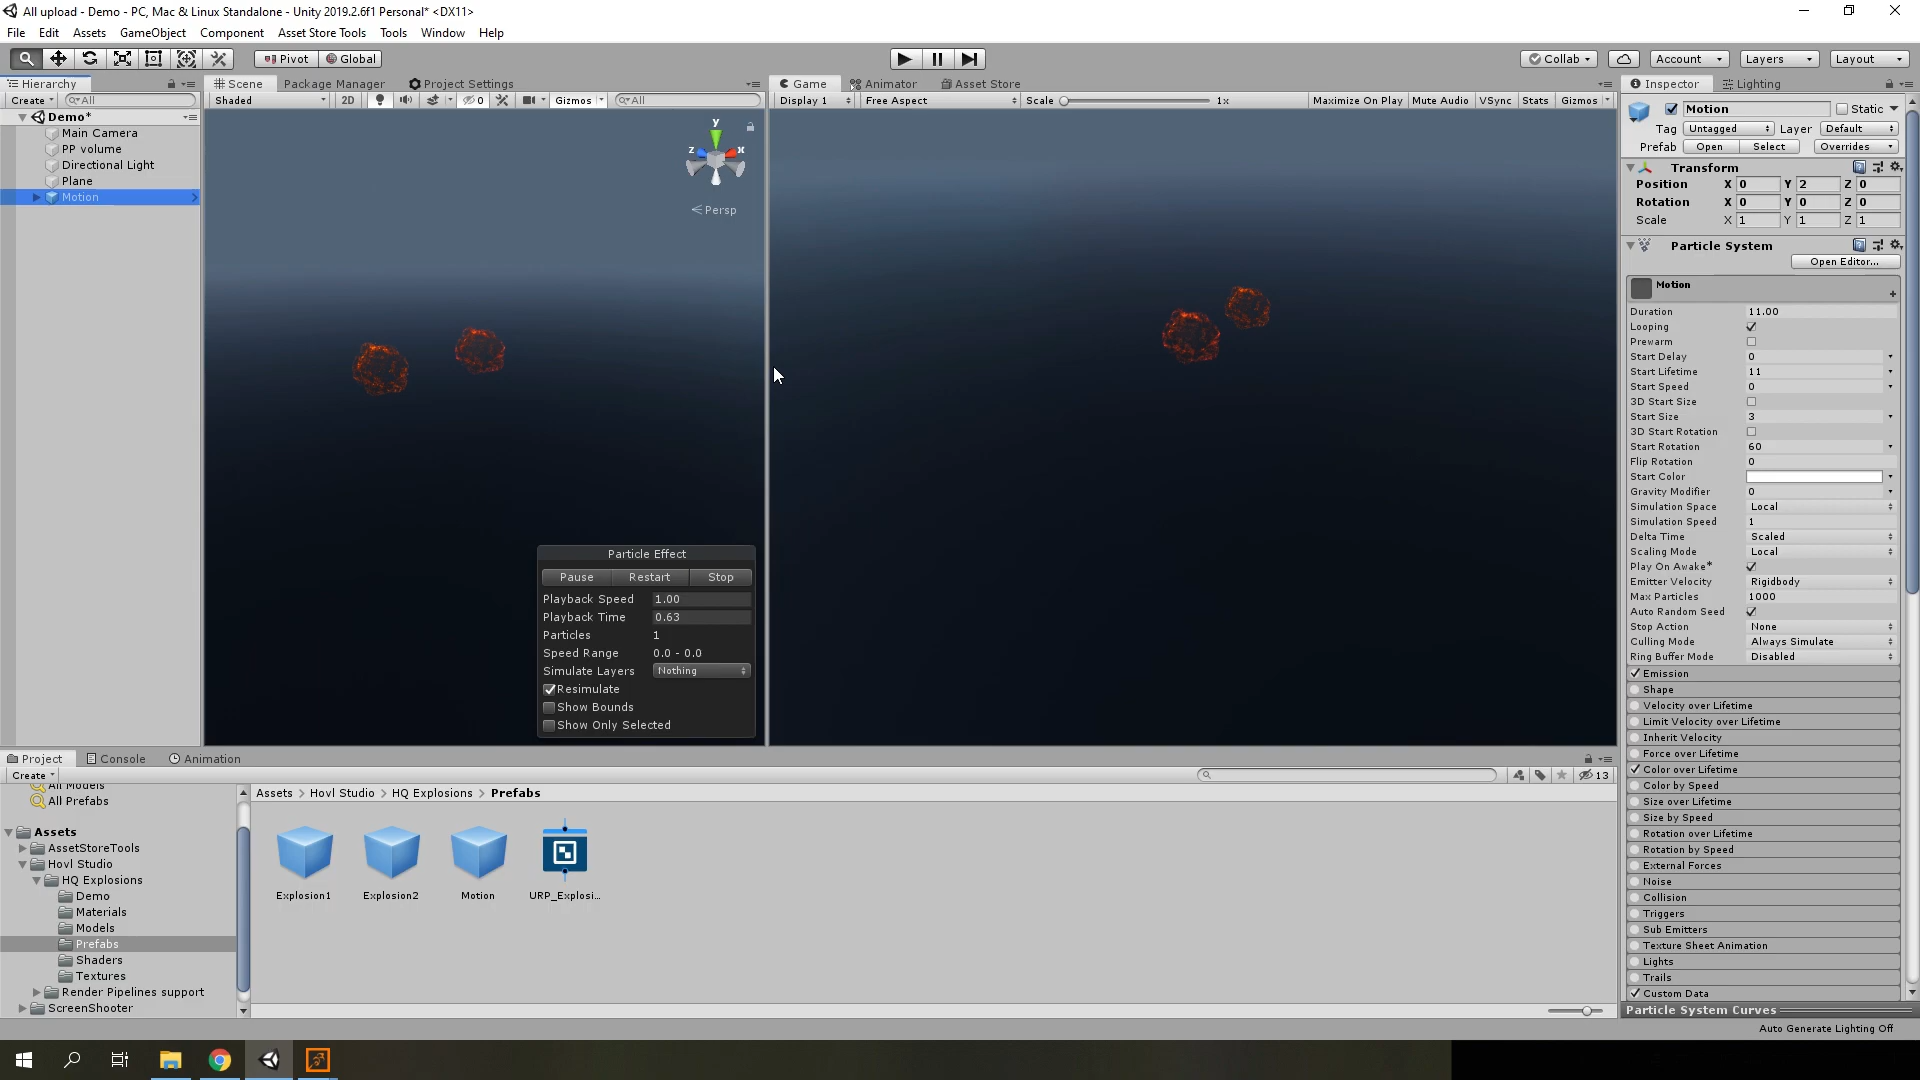 All upload - Demo - PC, Mac & Linux Standalone - Unity 2019.2.6f1 Personal* <DX11>
File Edit Assets GameObject Component Asset Store Tools Tools Window Help
Pivot Global Collab Account Layers Layout
Hierarchy
Create All
Demo*
Main Camera
PP volume
Directional Light
Plane
Motion
Scene Package Manager Project Settings
Shaded 2D 0 Gizmos All
y
z x
Persp
Particle Effect
Pause Restart Stop
Playback Speed 1.00
Playback Time 0.63
Particles 1
Speed Range 0.0 - 0.0
Simulate Layers Nothing
Resimulate
Show Bounds
Show Only Selected
Game Animator Asset Store
Display 1 Free Aspect Scale 1x Maximize On Play Mute Audio VSync Stats Gizmos
Inspector Lighting
Motion Static
Tag Untagged Layer Default
Prefab Open Select Overrides
Transform
Position X 0 Y 2 Z 0
Rotation X 0 Y 0 Z 0
Scale X 1 Y 1 Z 1
Particle System
Open Editor...
Motion
Duration 11.00
Looping
Prewarm
Start Delay 0
Start Lifetime 11
Start Speed 0
3D Start Size
Start Size 3
3D Start Rotation
Start Rotation 60
Flip Rotation 0
Start Color
Gravity Modifier 0
Simulation Space Local
Simulation Speed 1
Delta Time Scaled
Scaling Mode Local
Play On Awake*
Emitter Velocity Rigidbody
Max Particles 1000
Auto Random Seed
Stop Action None
Culling Mode Always Simulate
Ring Buffer Mode Disabled
Emission
Shape
Velocity over Lifetime
Limit Velocity over Lifetime
Inherit Velocity
Force over Lifetime
Color over Lifetime
Color by Speed
Size over Lifetime
Size by Speed
Rotation over Lifetime
Rotation by Speed
External Forces
Noise
Collision
Triggers
Sub Emitters
Texture Sheet Animation
Lights
Trails
Custom Data
Particle System Curves
Auto Generate Lighting Off
Project Console Animation
Create 13
All Models
All Prefabs
Assets
AssetStoreTools
Hovl Studio
HQ Explosions
Demo
Materials
Models
Prefabs
Shaders
Textures
Render Pipelines support
ScreenShooter
Assets > Hovl Studio > HQ Explosions > Prefabs
Explosion1 Explosion2 Motion URP_Explosi...